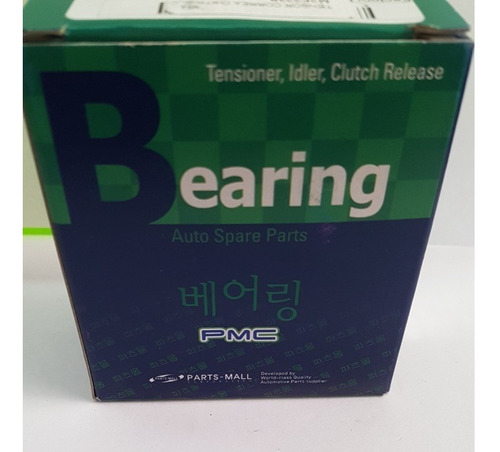 Tensioner, Idler, Clutch Release
Bearing
Auto Spare Parts
베어링
PMC
PARTS-MALL
Developed by
World-class Quality
Automotive Parts supplier